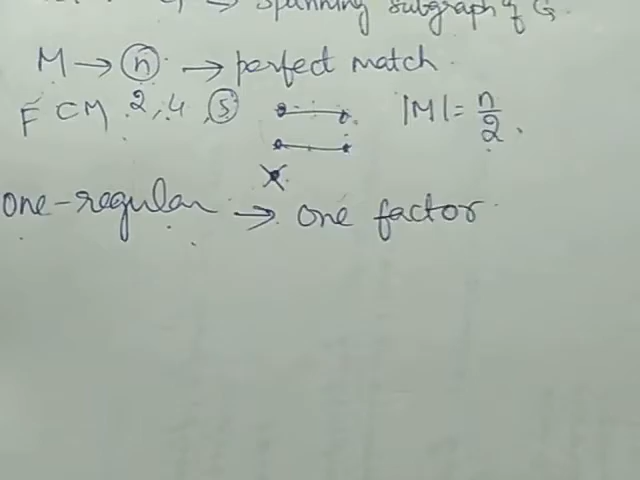 G → spanning subgraph of G.
M → n → perfect match.
F ⊂ M 2, 4, 5 |M| = n/2.
one-regular → one factor.